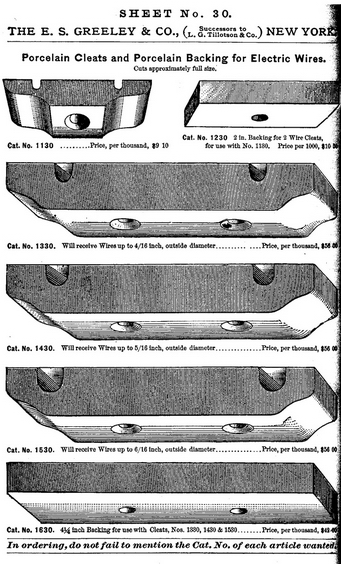 SHEET No. 30.
THE E. S. GREELEY & CO., (Successors to L. G. Tillotson & Co.) NEW YORK.
Porcelain Cleats and Porcelain Backing for Electric Wires.
Cuts approximately full size.
Cat. No. 1230 2 in. Backing for 2 Wire Cleats,
Cat. No. 1130 ..........Price, per thousand, $9 10
for use with No. 1130. Price per 1000, $10
Cat. No. 1330. Will receive Wires up to 4/16 inch, outside diameter.......... ....Price, per thousand, $56 00
Cat. No. 1430. Will receive Wires up to 5/16 inch, outside diameter...............Price, per thousand, $56 00
Cat. No. 1530. Will receive Wires up to 6/16 inch, outside diameter...............Price, per thousand, $56 00
Cat. No. 1630. 4½ inch Backing for use with Cleats, Nos. 1330, 1430 & 1530........Price, per thousand,
In ordering, do not fail to mention the Cat. No. of each article wanted.